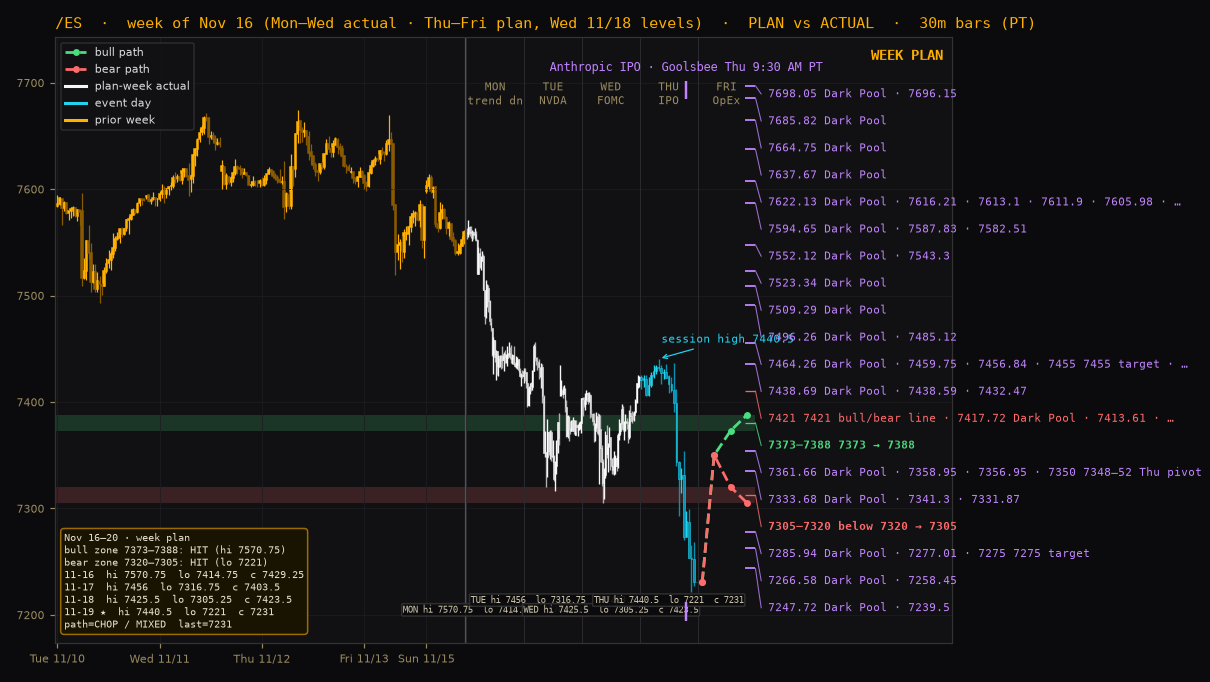 /ES · week of Nov 16 (Mon–Wed actual · Thu–Fri plan, Wed 11/18 levels) · PLAN vs ACTUAL · 30m bars (PT)
WEEK PLAN
Anthropic IPO · Goolsbee Thu 9:30 AM PT
bull path
bear path
plan-week actual
event day
prior week
MON
trend dn
TUE
NVDA
WED
FOMC
THU
IPO
FRI
OpEx
7700
7600
7500
7400
7300
7200
7698.05 Dark Pool · 7696.15
7685.82 Dark Pool
7664.75 Dark Pool
7637.67 Dark Pool
7622.13 Dark Pool · 7616.21 · 7613.1 · 7611.9 · 7605.98 · …
7594.65 Dark Pool · 7587.83 · 7582.51
7552.12 Dark Pool · 7543.3
7523.34 Dark Pool
7509.29 Dark Pool
7496.26 Dark Pool · 7485.12
session high 7440.5
7464.26 Dark Pool · 7459.75 · 7456.84 · 7455 7455 target · …
7438.69 Dark Pool · 7438.59 · 7432.47
7421 7421 bull/bear line · 7417.72 Dark Pool · 7413.61 · …
7373–7388 7373 → 7388
7361.66 Dark Pool · 7358.95 · 7356.95 · 7350 7348–52 Thu pivot
7333.68 Dark Pool · 7341.3 · 7331.87
7305–7320 below 7320 → 7305
7285.94 Dark Pool · 7277.01 · 7275 7275 target
7266.58 Dark Pool · 7258.45
7247.72 Dark Pool · 7239.5
Nov 16–20 · week plan
bull zone 7373–7388: HIT (hi 7570.75)
bear zone 7320–7305: HIT (lo 7221)
11-16 hi 7570.75 lo 7414.75 c 7429.25
11-17 hi 7456 lo 7316.75 c 7403.5
11-18 hi 7425.5 lo 7305.25 c 7423.5
11-19 ★ hi 7440.5 lo 7221 c 7231
path=CHOP / MIXED last=7231
TUE hi 7456 lo 7316.75
THU hi 7440.5 lo 7221 c 7231
MON hi 7570.75 lo 7414.
WED hi 7425.5 lo 7305.25 c 7423.5
Tue 11/10
Wed 11/11
Thu 11/12
Fri 11/13
Sun 11/15